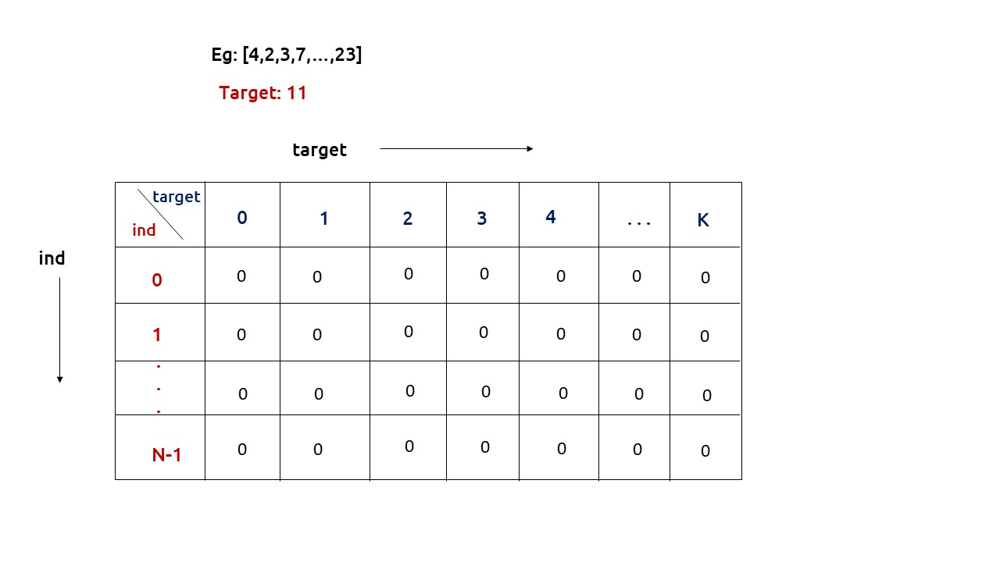 Eg: [4,2,3,7,...,23]
Target: 11
target
target
ind
0 1 2 3 4 ... K
ind
0 0 0 0 0 0 0 0
1 0 0 0 0 0 0 0
. . . 0 0 0 0 0 0 0
N-1 0 0 0 0 0 0 0